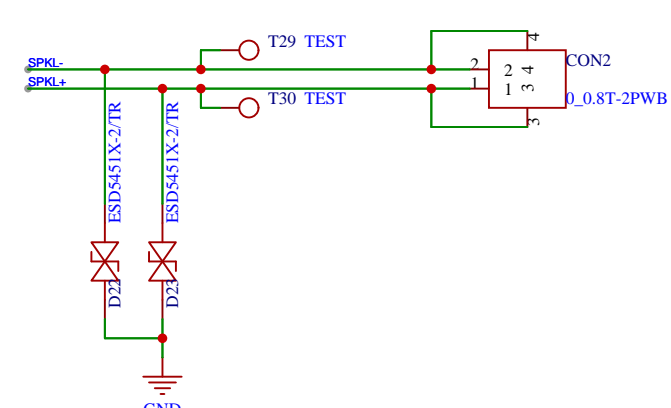 T29 TEST
4
SPKL-
2
2 4
CON2
SPKL+
1
1 3
T30 TEST
0_0.8T-2PWB
3
ESD5451X-2/TR
ESD5451X-2/TR
D22
D23
GND